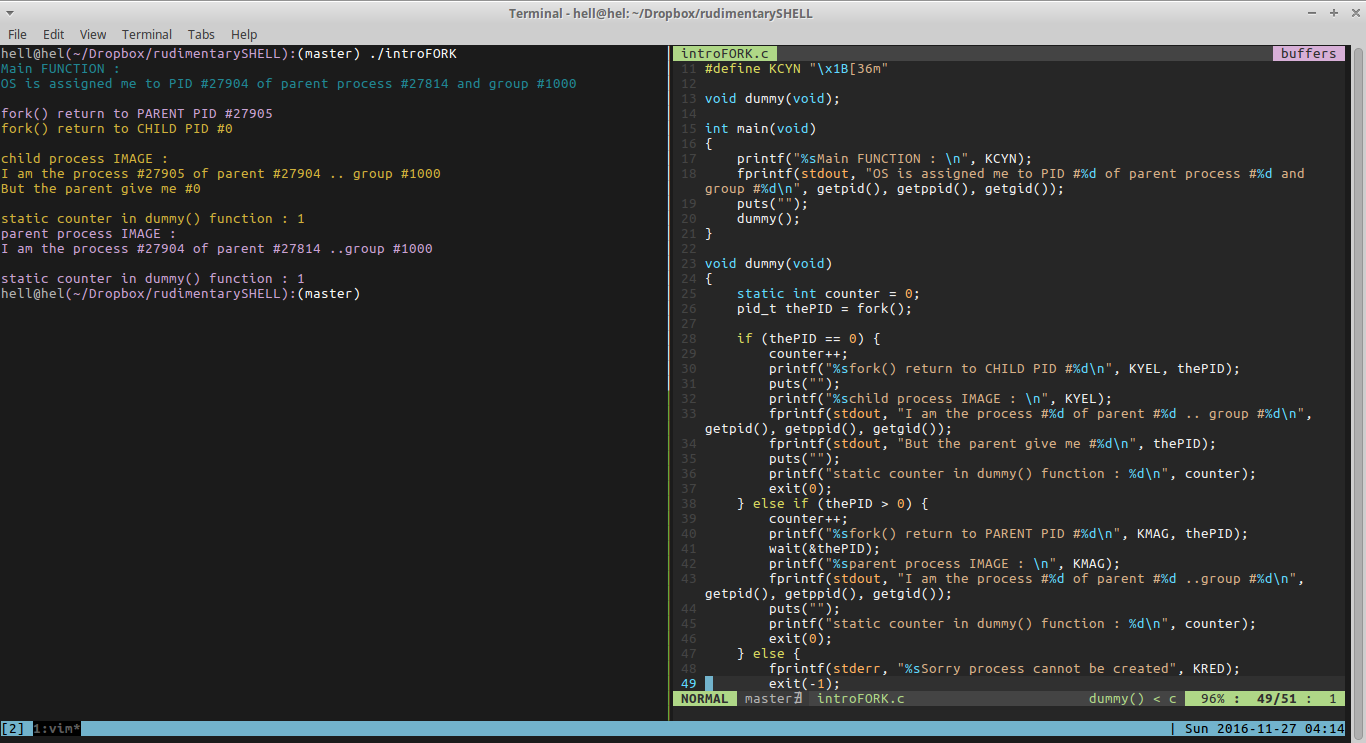 Terminal - hell@hel: ~/Dropbox/rudimentarySHELL
File Edit View Terminal Tabs Help
hell@hel(~/Dropbox/rudimentarySHELL):(master) ./introFORK
Main FUNCTION :
OS is assigned me to PID #27904 of parent process #27814 and group #1000
fork() return to PARENT PID #27905
fork() return to CHILD PID #0
child process IMAGE :
I am the process #27905 of parent #27904 .. group #1000
But the parent give me #0
static counter in dummy() function : 1
parent process IMAGE :
I am the process #27904 of parent #27814 ..group #1000
static counter in dummy() function : 1
hell@hel(~/Dropbox/rudimentarySHELL):(master)
introFORK.c buffers
11 #define KCYN "\x1B[36m"
12
13 void dummy(void);
14
15 int main(void)
16 {
17     printf("%sMain FUNCTION : \n", KCYN);
18     fprintf(stdout, "OS is assigned me to PID #%d of parent process #%d and
group #%d\n", getpid(), getppid(), getgid());
19     puts("");
20     dummy();
21 }
22
23 void dummy(void)
24 {
25     static int counter = 0;
26     pid_t thePID = fork();
27
28     if (thePID == 0) {
29         counter++;
30         printf("%sfork() return to CHILD PID #%d\n", KYEL, thePID);
31         puts("");
32         printf("%schild process IMAGE : \n", KYEL);
33         fprintf(stdout, "I am the process #%d of parent #%d .. group #%d\n",
getpid(), getppid(), getgid());
34         fprintf(stdout, "But the parent give me #%d\n", thePID);
35         puts("");
36         printf("static counter in dummy() function : %d\n", counter);
37         exit(0);
38     } else if (thePID > 0) {
39         counter++;
40         printf("%sfork() return to PARENT PID #%d\n", KMAG, thePID);
41         wait(&thePID);
42         printf("%sparent process IMAGE : \n", KMAG);
43         fprintf(stdout, "I am the process #%d of parent #%d ..group #%d\n",
getpid(), getppid(), getgid());
44         puts("");
45         printf("static counter in dummy() function : %d\n", counter);
46         exit(0);
47     } else {
48         fprintf(stderr, "%sSorry process cannot be created", KRED);
49         exit(-1);
NORMAL master introFORK.c dummy() < c 96% : 49/51 : 1
[2] 1:vim* | Sun 2016-11-27 04:14